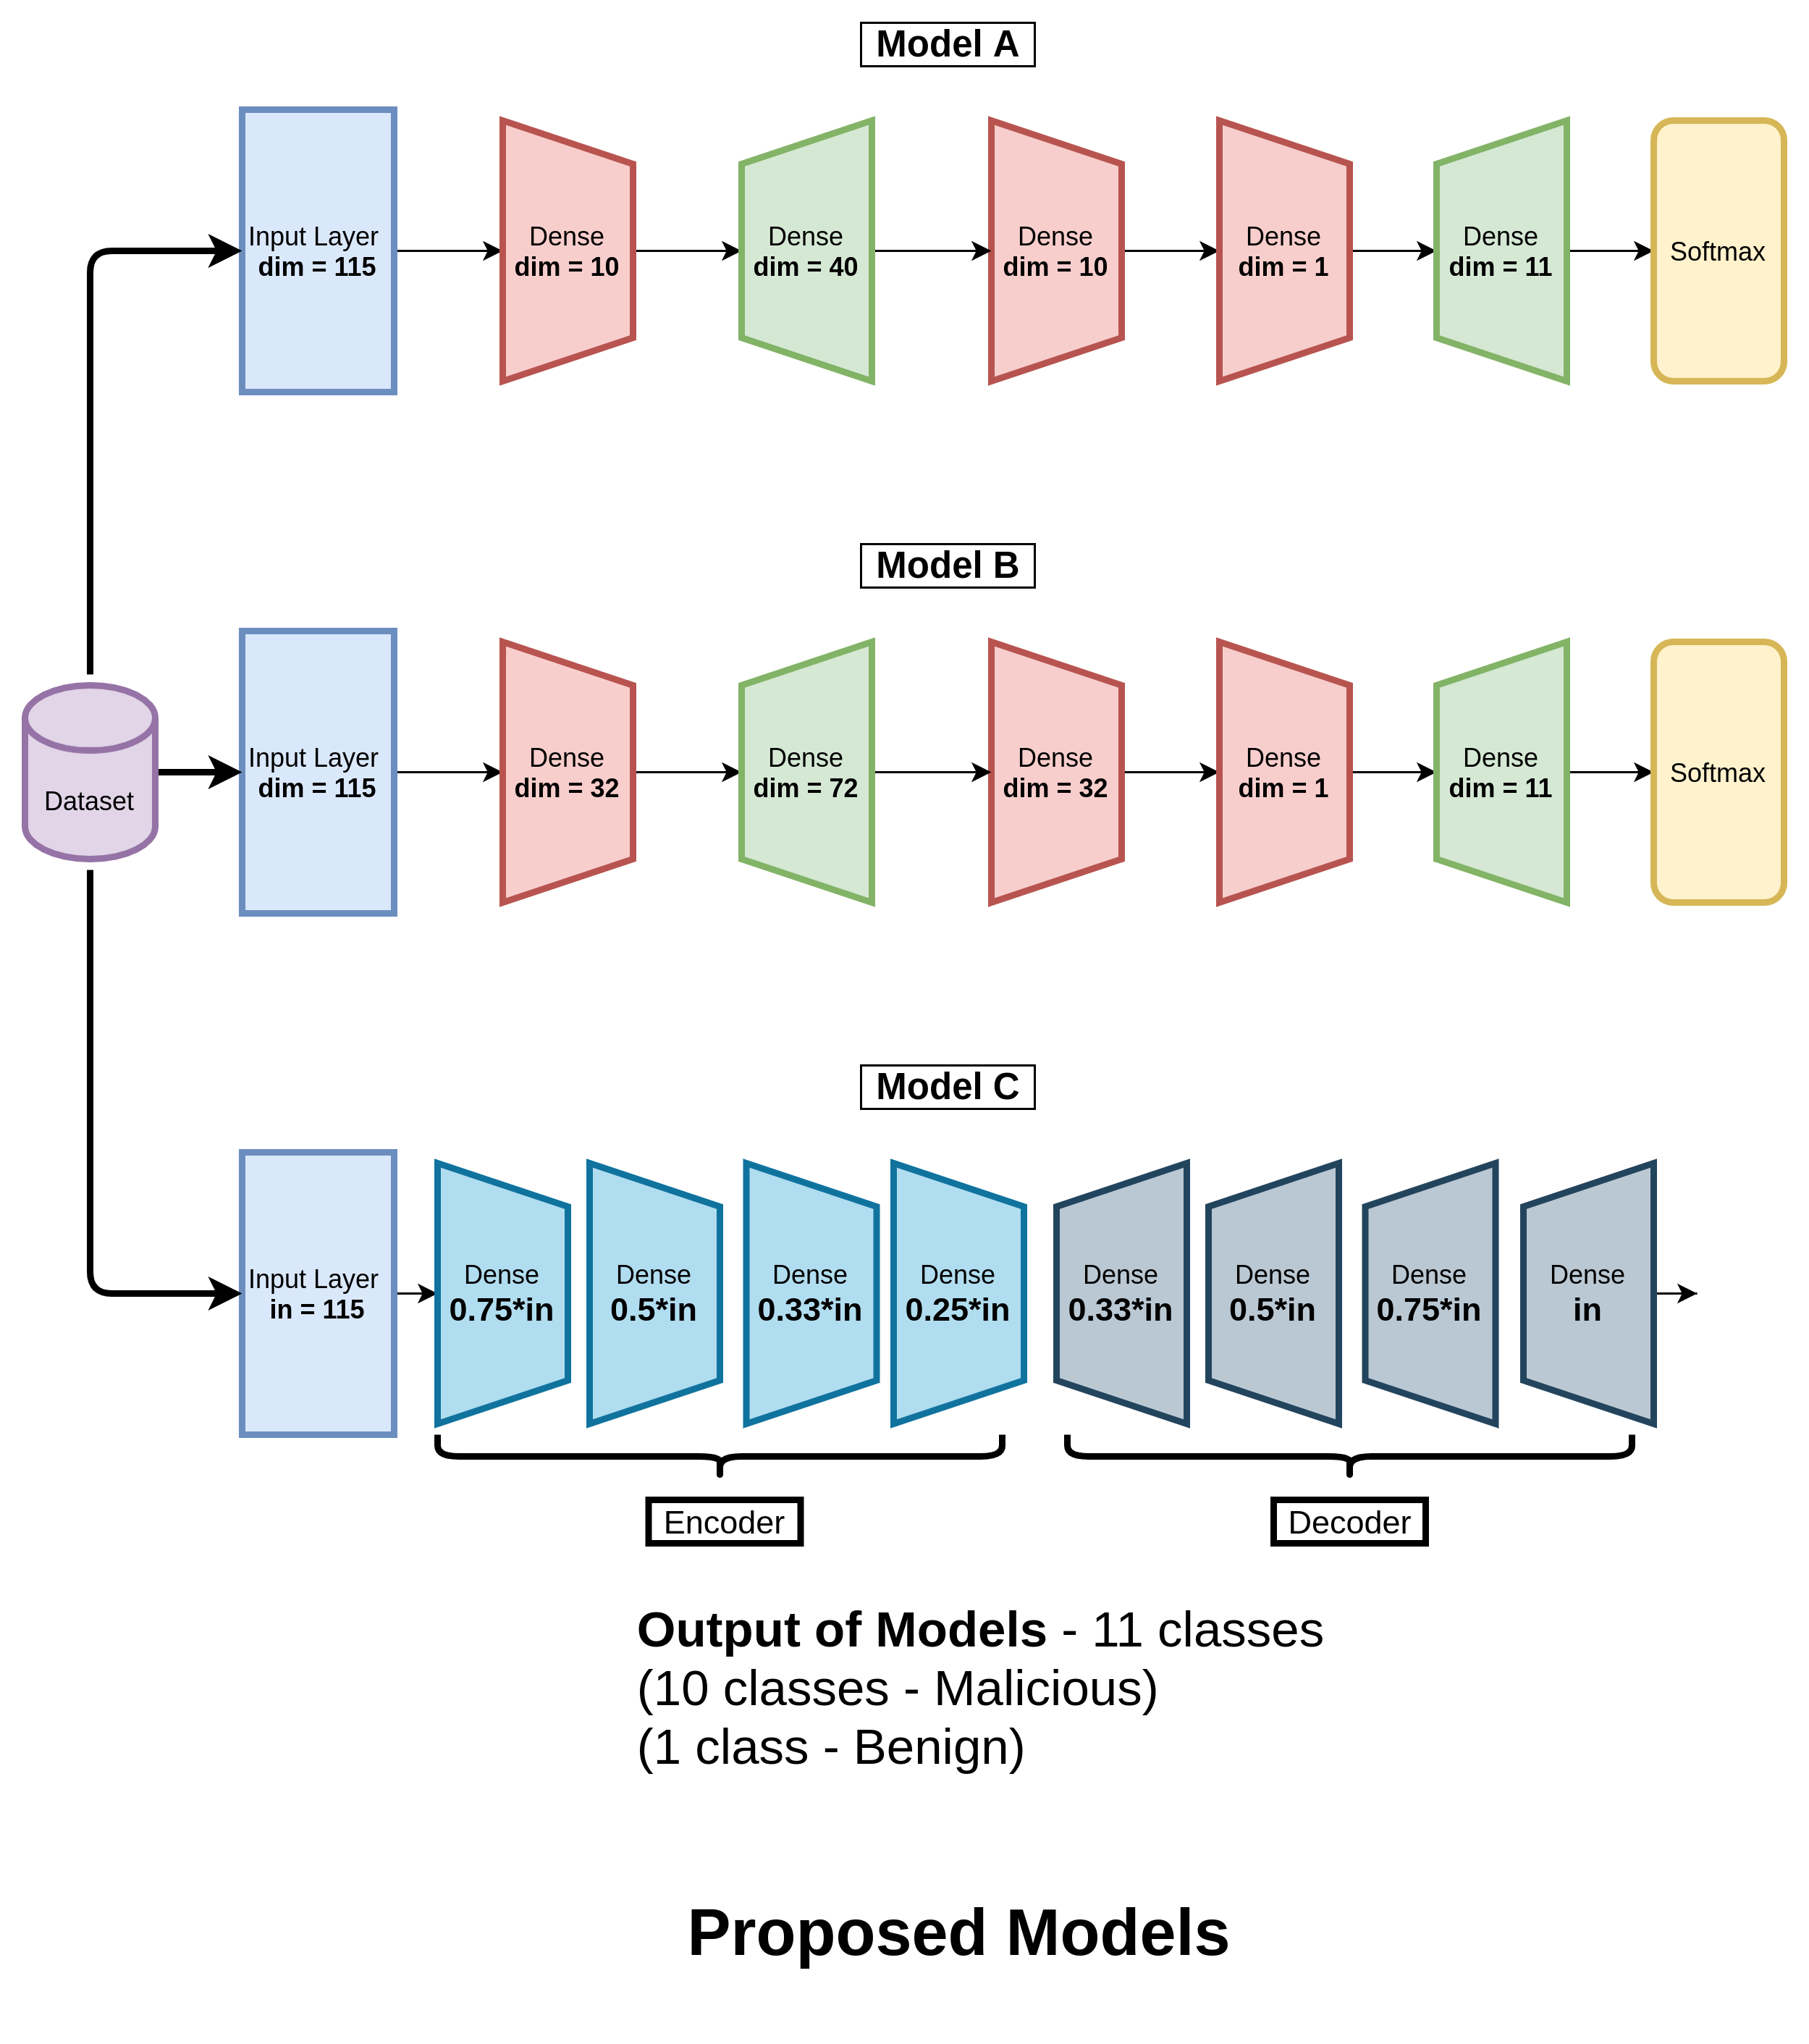 Model A
Input Layer
dim = 115
Dense
dim = 10
Dense
dim = 40
Dense
dim = 10
Dense
dim = 1
Dense
dim = 11
Softmax
Model B
Dataset
Input Layer
dim = 115
Dense
dim = 32
Dense
dim = 72
Dense
dim = 32
Dense
dim = 1
Dense
dim = 11
Softmax
Model C
Input Layer
in = 115
Dense
0.75*in
Dense
0.5*in
Dense
0.33*in
Dense
0.25*in
Dense
0.33*in
Dense
0.5*in
Dense
0.75*in
Dense
in
Encoder
Decoder
Output of Models - 11 classes
(10 classes - Malicious)
(1 class - Benign)
Proposed Models